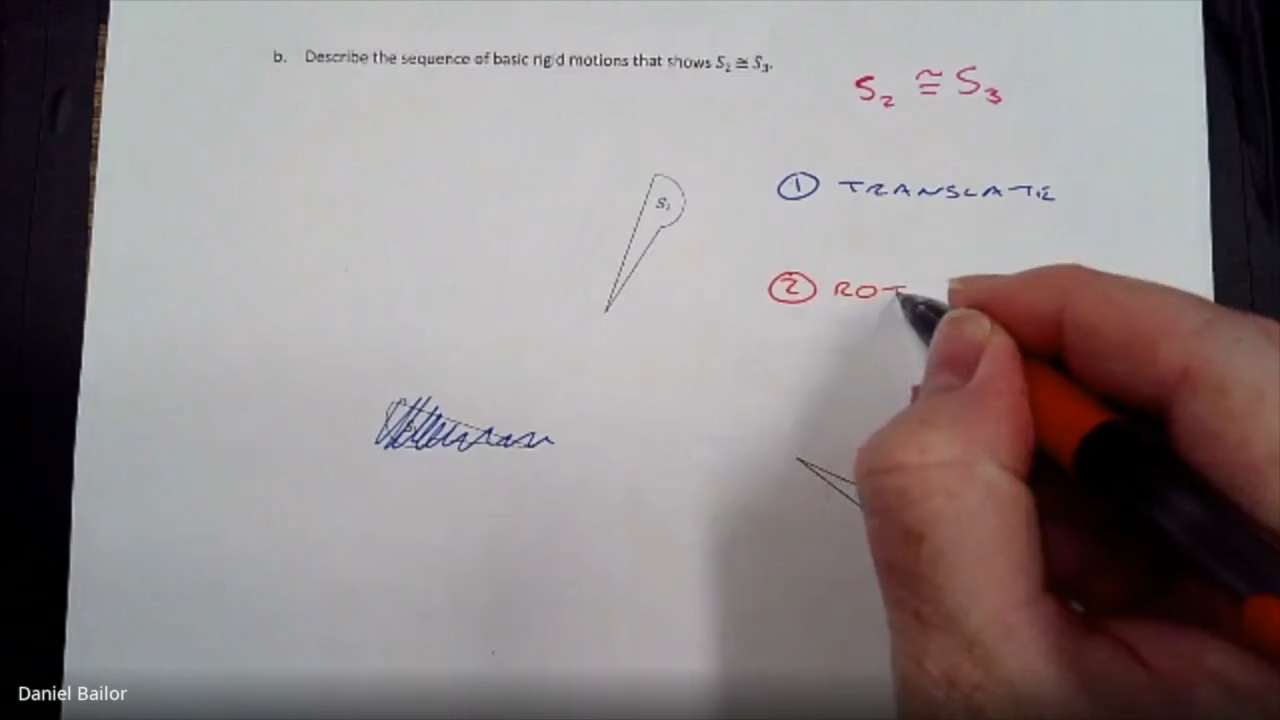 b. Describe the sequence of basic rigid motions that shows S₂ ≅ S₃.
S₂ ≅ S₃
① TRANSLATE
② ROT
Daniel Bailor